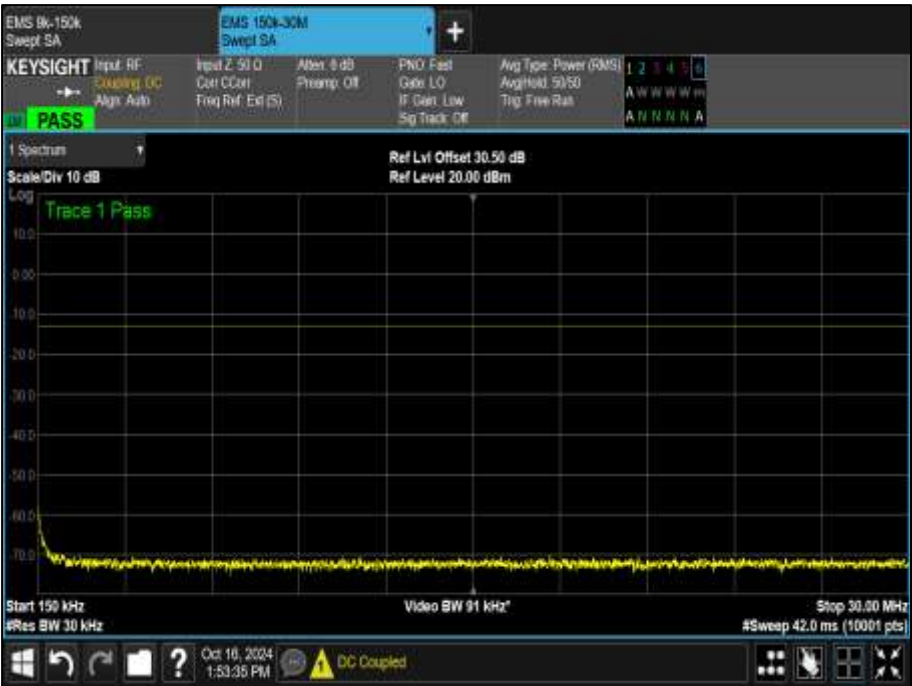 EMS 9k-150k
Swept SA
EMS 150k-30M
Swept SA
+
KEYSIGHT
Input: RF
Coupling: DC
Align: Auto
Input Z: 50 Ω
Corr CCorr
Freq Ref: Ext (S)
Atten: 6 dB
Preamp: Off
PNO: Fast
Gate: LO
IF Gain: Low
Sig Track: Off
Avg Type: Power (RMS)
Avg|Hold: 50/50
Trig: Free Run
1 2 3 4 5 6
A W W W W W
A N N N N A
PASS
1 Spectrum
Scale/Div 10 dB
Ref Lvl Offset 30.50 dB
Ref Level 20.00 dBm
Log
Trace 1 Pass
10.0
0.00
-10.0
-20.0
-30.0
-40.0
-50.0
-60.0
-70.0
Start 150 kHz
Video BW 91 kHz*
Stop 30.00 MHz
#Res BW 30 kHz
#Sweep 42.0 ms (10001 pts)
?
Oct 16, 2024
1:53:35 PM
DC Coupled